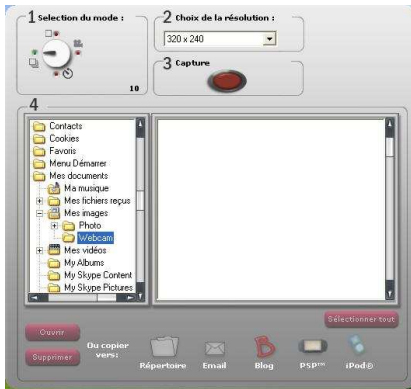 1 Selection du mode :
10
2 Choix de la résolution :
320 x 240
3 Capture
4
Contacts
Cookies
Favoris
Menu Démarrer
Mes documents
Ma musique
Mes fichiers reçus
Mes images
Photo
Webcam
Mes vidéos
My Albums
My Skype Content
My Skype Pictures
Sélectionner tout
Ouvrir
Supprimer
Ou copier
vers:
Répertoire
Email
Blog
PSP™
iPod®